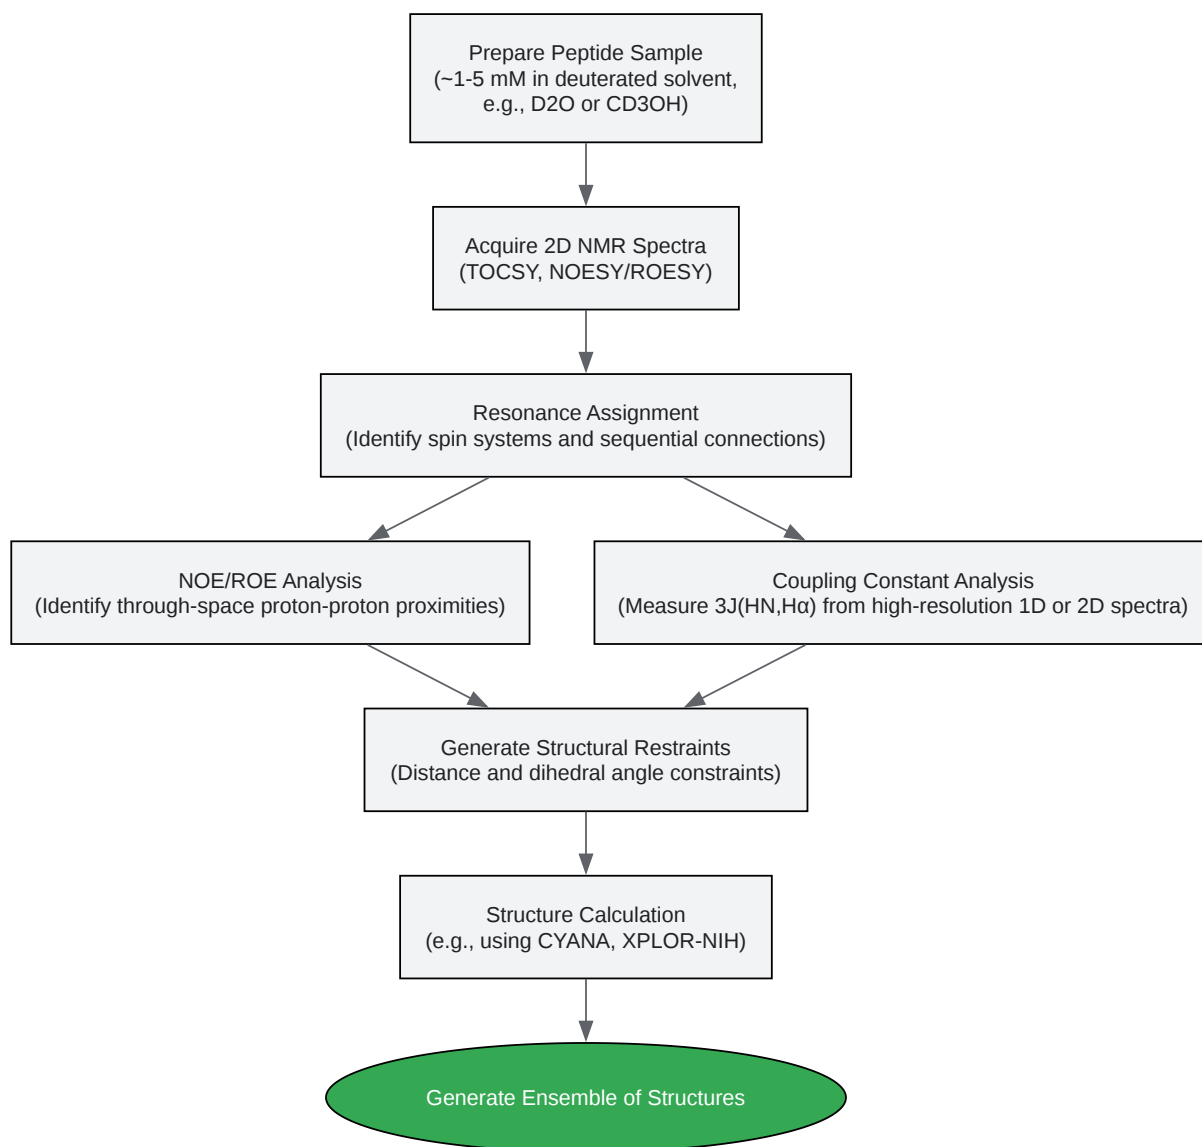 Prepare Peptide Sample
(~1-5 mM in deuterated solvent,
e.g., D2O or CD3OH)
Acquire 2D NMR Spectra
(TOCSY, NOESY/ROESY)
Resonance Assignment
(Identify spin systems and sequential connections)
NOE/ROE Analysis
(Identify through-space proton-proton proximities)
Coupling Constant Analysis
(Measure 3J(HN,Hα) from high-resolution 1D or 2D spectra)
Generate Structural Restraints
(Distance and dihedral angle constraints)
Structure Calculation
(e.g., using CYANA, XPLOR-NIH)
Generate Ensemble of Structures